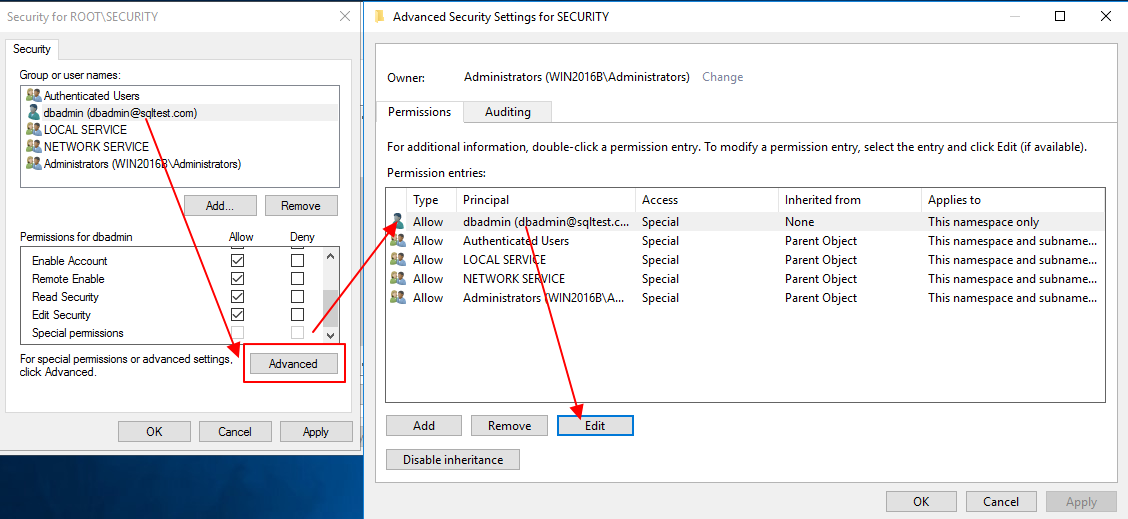 Security for ROOT\SECURITY
Security
Group or user names:
Authenticated Users
dbadmin (dbadmin@sqltest.com)
LOCAL SERVICE
NETWORK SERVICE
Administrators (WIN2016B\Administrators)
Add...
Remove
Permissions for dbadmin Allow Deny
Enable Account
Remote Enable
Read Security
Edit Security
Special permissions
For special permissions or advanced settings,
click Advanced.
Advanced
OK
Cancel
Apply
Advanced Security Settings for SECURITY
Owner: Administrators (WIN2016B\Administrators) Change
Permissions
Auditing
For additional information, double-click a permission entry. To modify a permission entry, select the entry and click Edit (if available).
Permission entries:
Type Principal Access Inherited from Applies to
Allow dbadmin (dbadmin@sqltest.c... Special None This namespace only
Allow Authenticated Users Special Parent Object This namespace and subname...
Allow LOCAL SERVICE Special Parent Object This namespace and subname...
Allow NETWORK SERVICE Special Parent Object This namespace and subname...
Allow Administrators (WIN2016B\A... Special Parent Object This namespace and subname...
Add
Remove
Edit
Disable inheritance
OK
Cancel
Apply